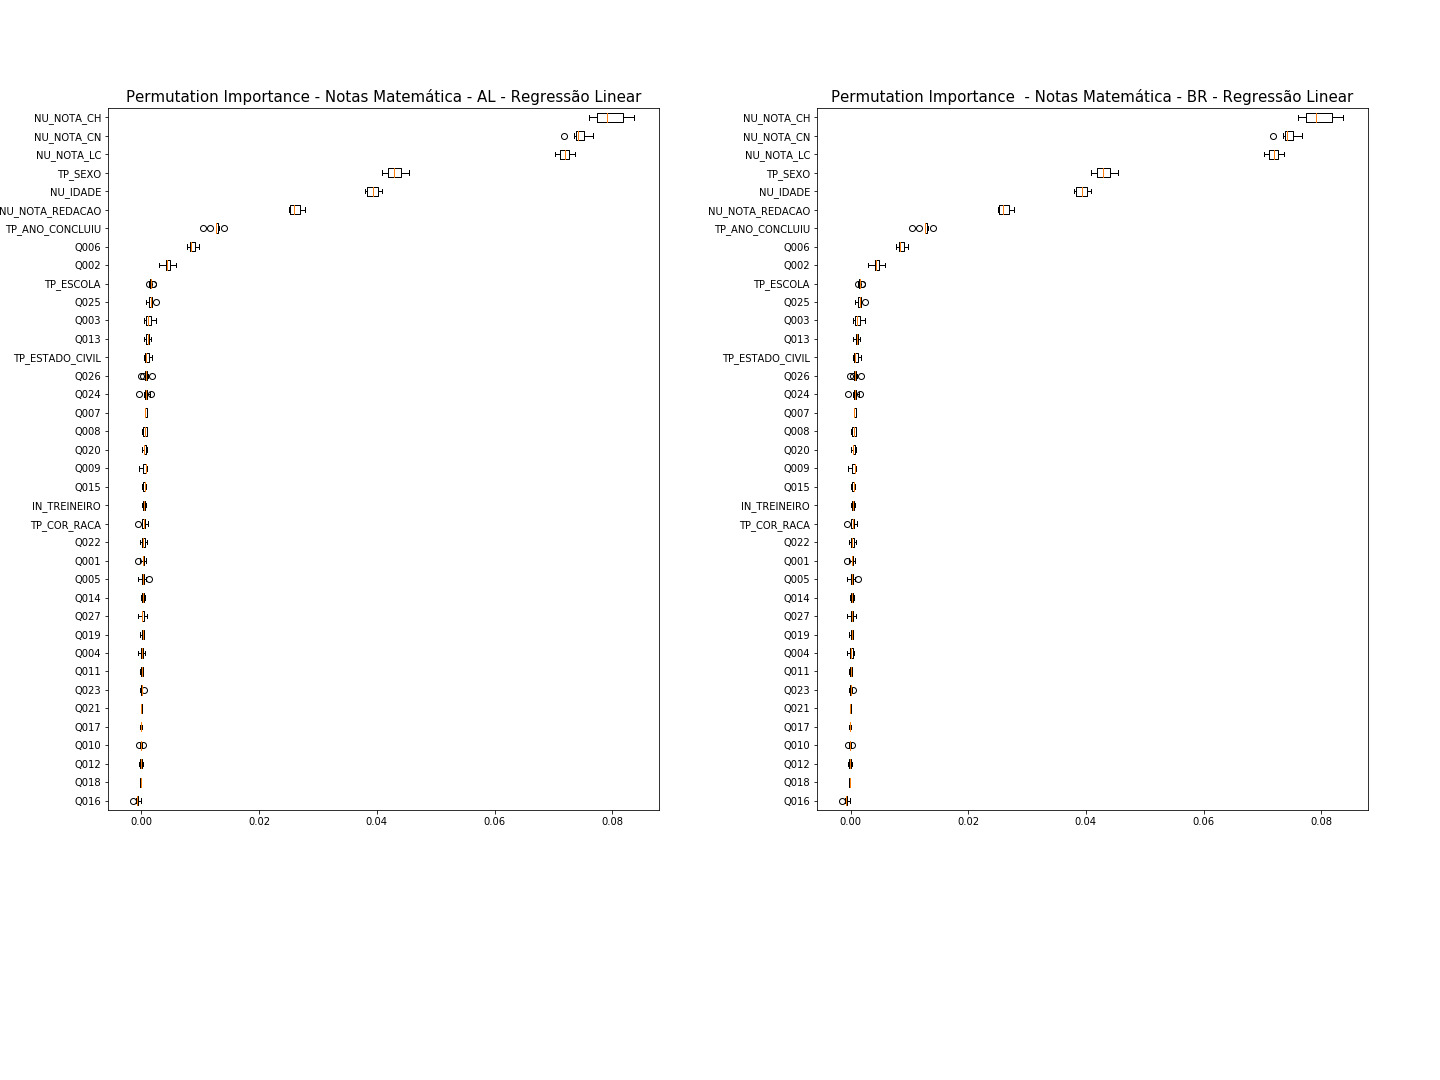 Permutation Importance - Notas Matemática - AL - Regressão Linear
NU_NOTA_CH
NU_NOTA_CN
NU_NOTA_LC
TP_SEXO
NU_IDADE
NU_NOTA_REDACAO
TP_ANO_CONCLUIU
Q006
Q002
TP_ESCOLA
Q025
Q003
Q013
TP_ESTADO_CIVIL
Q026
Q024
Q007
Q008
Q020
Q009
Q015
IN_TREINEIRO
TP_COR_RACA
Q022
Q001
Q005
Q014
Q027
Q019
Q004
Q011
Q023
Q021
Q017
Q010
Q012
Q018
Q016
0.00 0.02 0.04 0.06 0.08
Permutation Importance  - Notas Matemática - BR - Regressão Linear
NU_NOTA_CH
NU_NOTA_CN
NU_NOTA_LC
TP_SEXO
NU_IDADE
NU_NOTA_REDACAO
TP_ANO_CONCLUIU
Q006
Q002
TP_ESCOLA
Q025
Q003
Q013
TP_ESTADO_CIVIL
Q026
Q024
Q007
Q008
Q020
Q009
Q015
IN_TREINEIRO
TP_COR_RACA
Q022
Q001
Q005
Q014
Q027
Q019
Q004
Q011
Q023
Q021
Q017
Q010
Q012
Q018
Q016
0.00 0.02 0.04 0.06 0.08